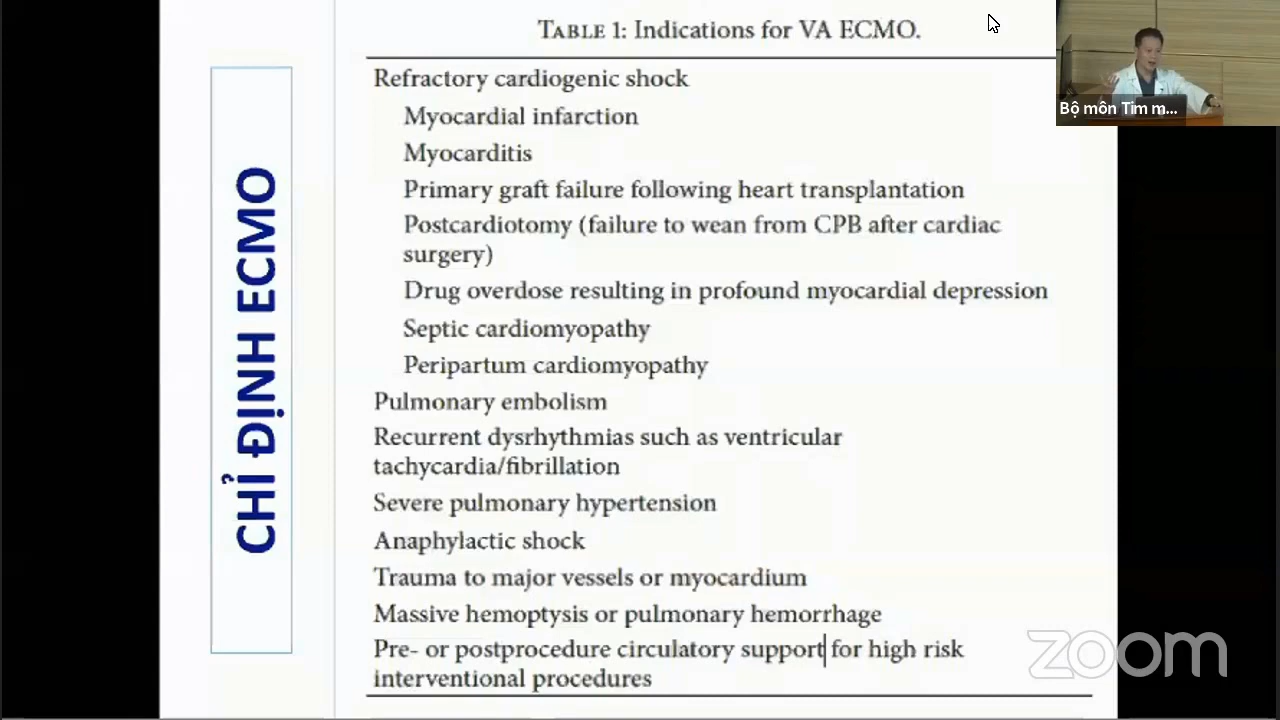 TABLE 1: Indications for VA ECMO.
Bộ môn Tim m...
CHỈ ĐỊNH ECMO
Refractory cardiogenic shock
Myocardial infarction
Myocarditis
Primary graft failure following heart transplantation
Postcardiotomy (failure to wean from CPB after cardiac
surgery)
Drug overdose resulting in profound myocardial depression
Septic cardiomyopathy
Peripartum cardiomyopathy
Pulmonary embolism
Recurrent dysrhythmias such as ventricular
tachycardia/fibrillation
Severe pulmonary hypertension
Anaphylactic shock
Trauma to major vessels or myocardium
Massive hemoptysis or pulmonary hemorrhage
Pre- or postprocedure circulatory support for high risk
interventional procedures
zoom